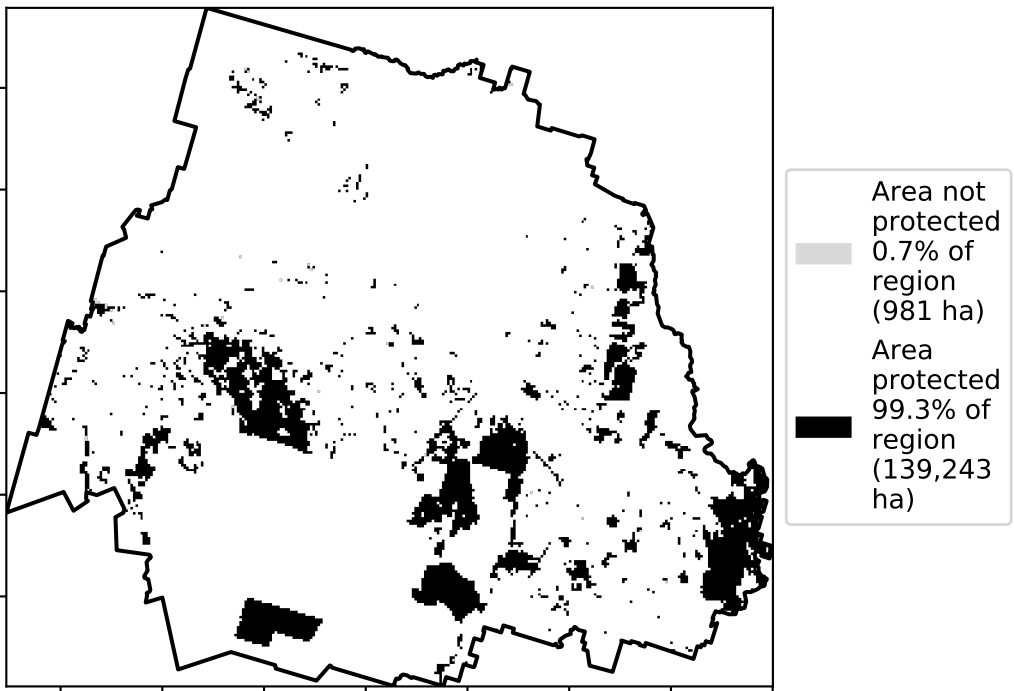 Area not
protected
0.7% of
region
(981 ha)
Area
protected
99.3% of
region
(139,243
ha)